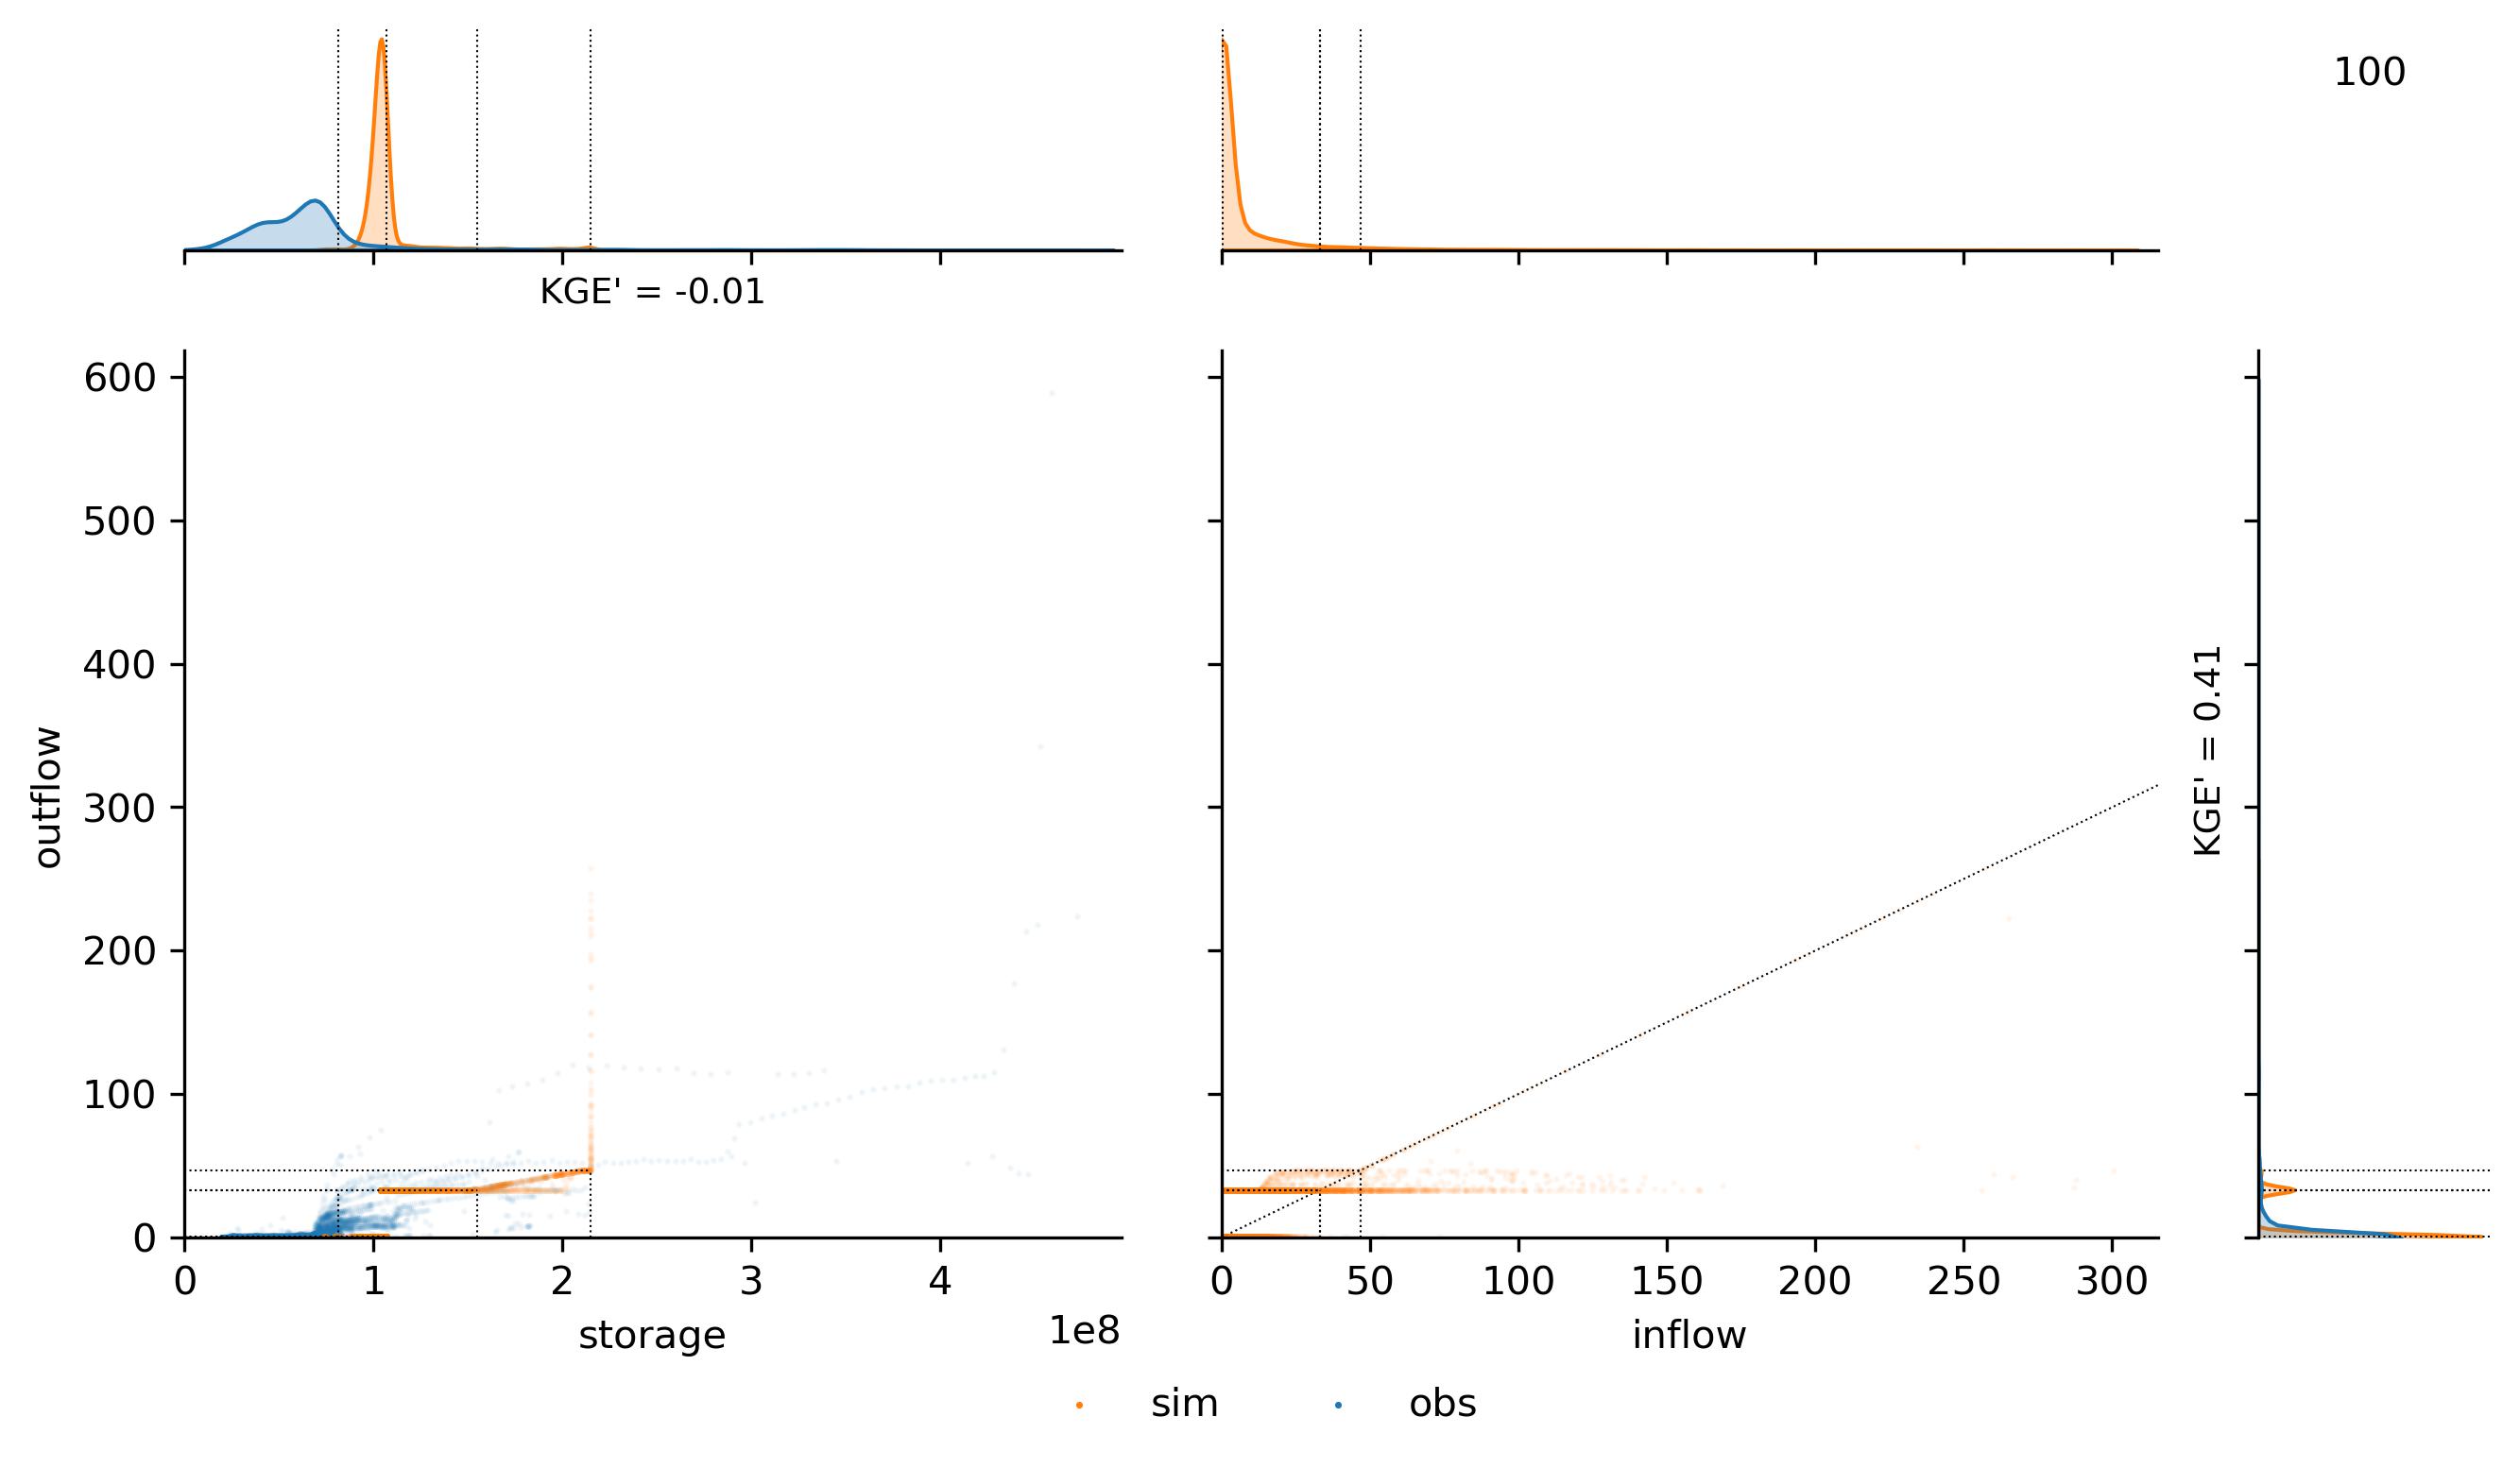 100
KGE' = -0.01
600
500
400
300
200
100
0
outflow
KGE' = 0.41
0 1 2 3 4
storage
1e8
0 50 100 150 200 250 300
inflow
sim obs